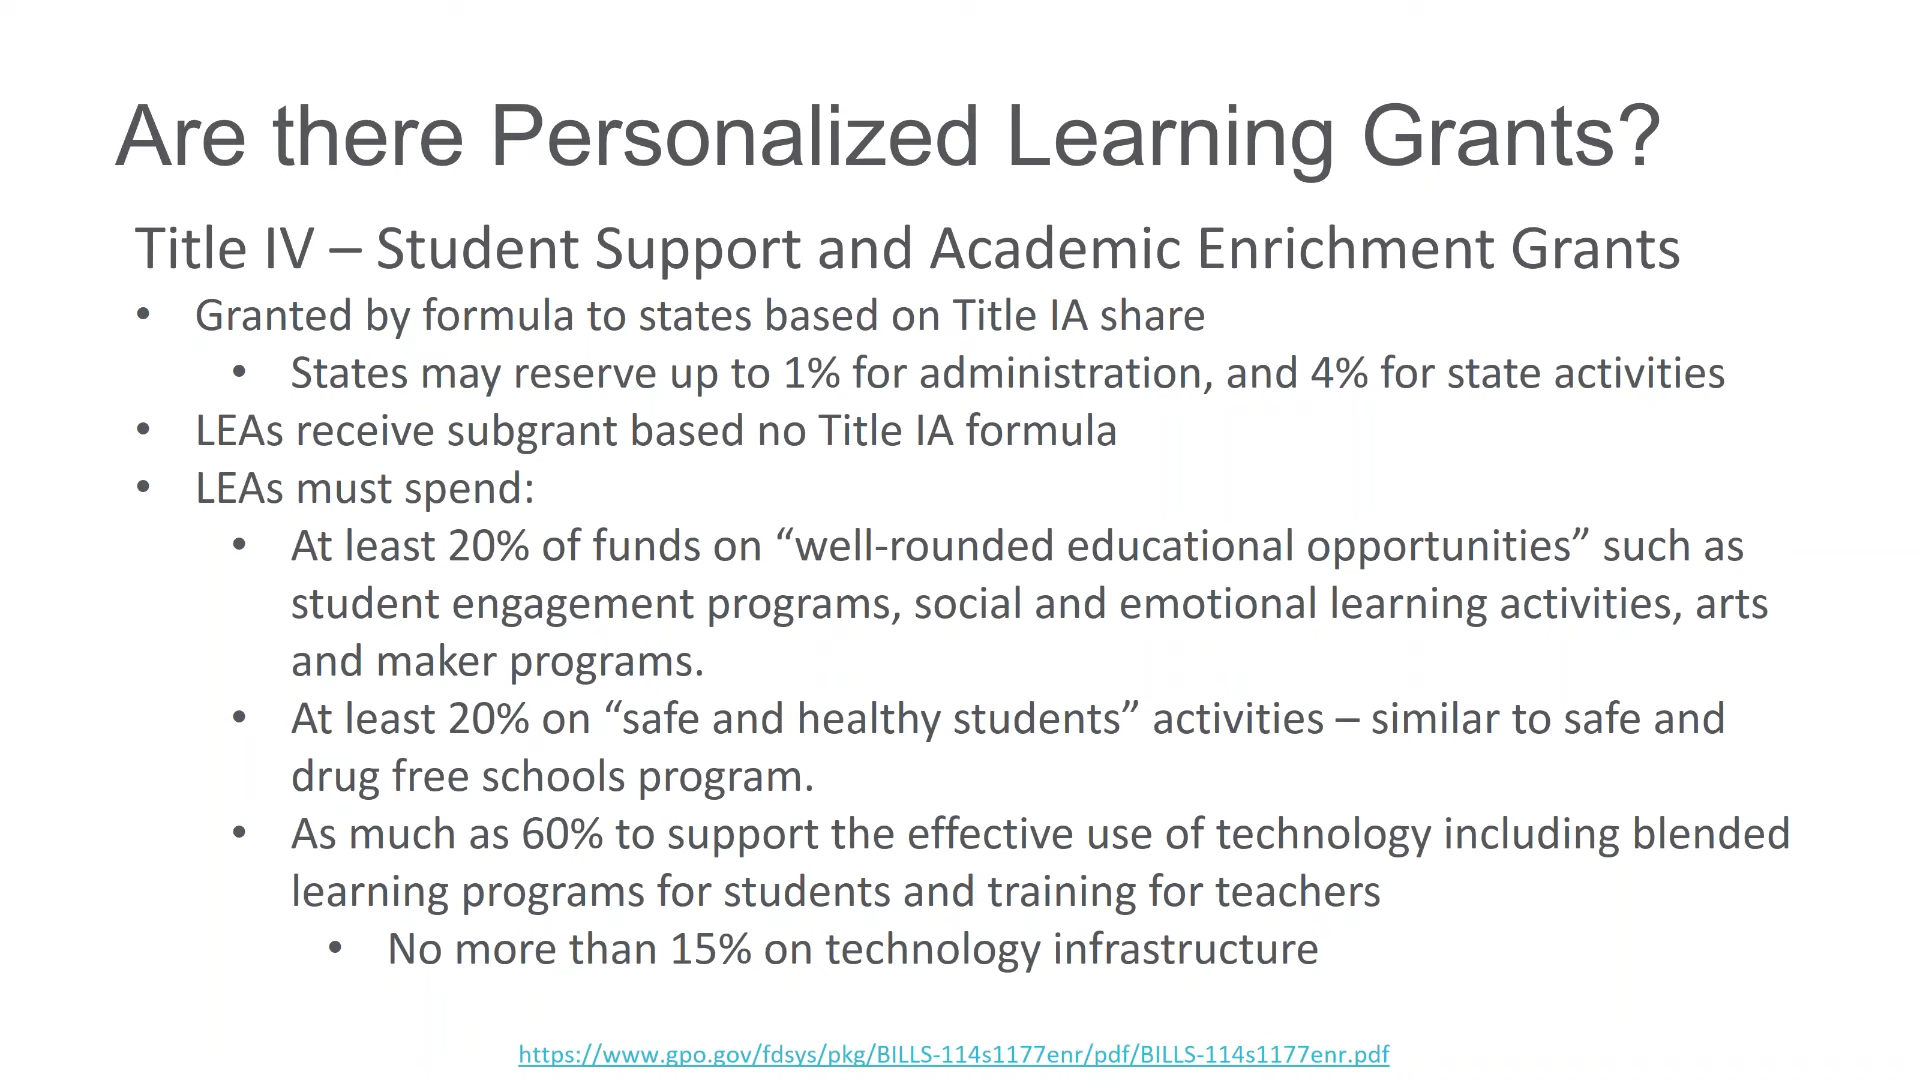 Are there Personalized Learning Grants?
Title IV – Student Support and Academic Enrichment Grants
• Granted by formula to states based on Title IA share
• States may reserve up to 1% for administration, and 4% for state activities
• LEAs receive subgrant based no Title IA formula
• LEAs must spend:
• At least 20% of funds on “well-rounded educational opportunities” such as
student engagement programs, social and emotional learning activities, arts
and maker programs.
• At least 20% on “safe and healthy students” activities – similar to safe and
drug free schools program.
• As much as 60% to support the effective use of technology including blended
learning programs for students and training for teachers
• No more than 15% on technology infrastructure
https://www.gpo.gov/fdsys/pkg/BILLS-114s1177enr/pdf/BILLS-114s1177enr.pdf